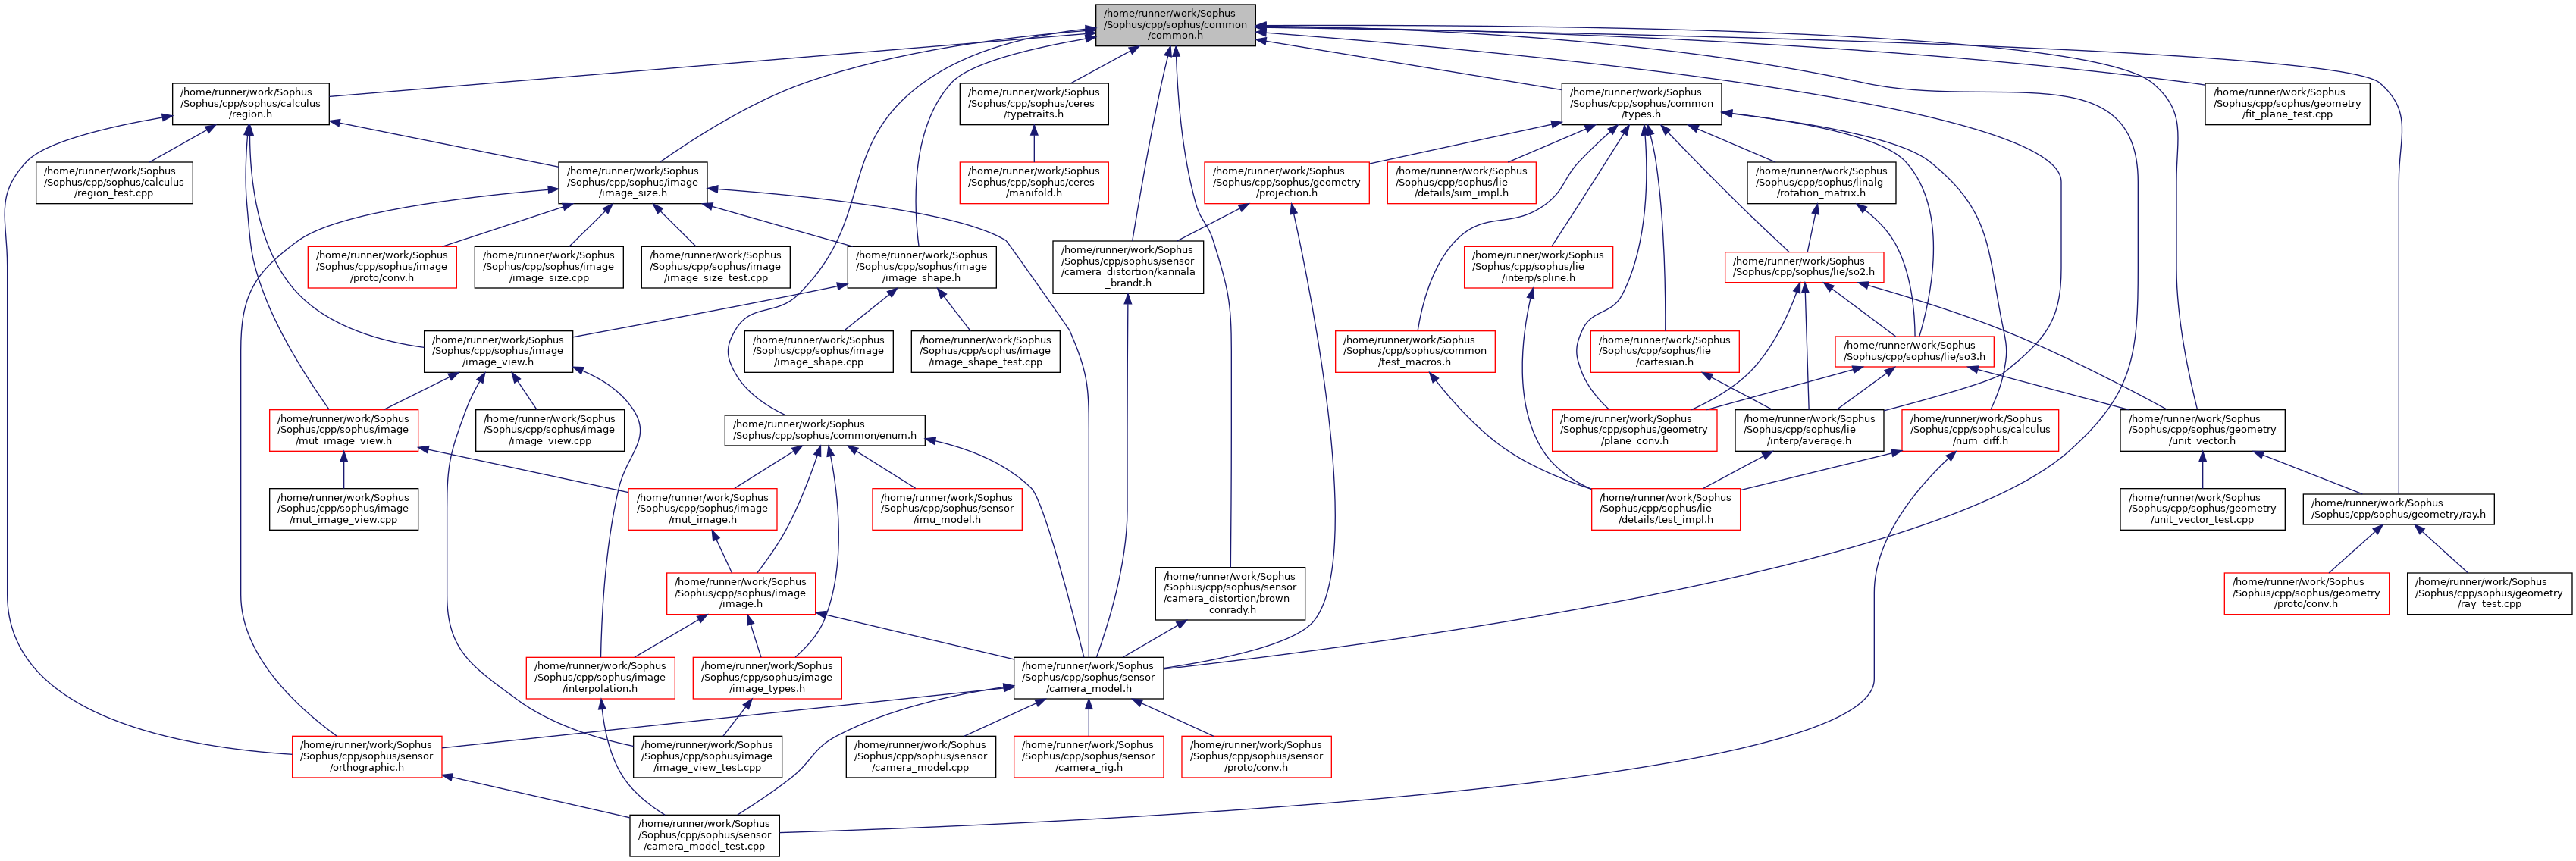 /home/runner/work/Sophus
/Sophus/cpp/sophus/common
/common.h
/home/runner/work/Sophus
/Sophus/cpp/sophus/calculus
/region.h
/home/runner/work/Sophus
/Sophus/cpp/sophus/ceres
/typetraits.h
/home/runner/work/Sophus
/Sophus/cpp/sophus/common
/types.h
/home/runner/work/Sophus
/Sophus/cpp/sophus/geometry
/fit_plane_test.cpp
/home/runner/work/Sophus
/Sophus/cpp/sophus/calculus
/region_test.cpp
/home/runner/work/Sophus
/Sophus/cpp/sophus/image
/image_size.h
/home/runner/work/Sophus
/Sophus/cpp/sophus/ceres
/manifold.h
/home/runner/work/Sophus
/Sophus/cpp/sophus/geometry
/projection.h
/home/runner/work/Sophus
/Sophus/cpp/sophus/lie
/details/sim_impl.h
/home/runner/work/Sophus
/Sophus/cpp/sophus/linalg
/rotation_matrix.h
/home/runner/work/Sophus
/Sophus/cpp/sophus/image
/proto/conv.h
/home/runner/work/Sophus
/Sophus/cpp/sophus/image
/image_size.cpp
/home/runner/work/Sophus
/Sophus/cpp/sophus/image
/image_size_test.cpp
/home/runner/work/Sophus
/Sophus/cpp/sophus/image
/image_shape.h
/home/runner/work/Sophus
/Sophus/cpp/sophus/sensor
/camera_distortion/kannala
_brandt.h
/home/runner/work/Sophus
/Sophus/cpp/sophus/lie
/interp/spline.h
/home/runner/work/Sophus
/Sophus/cpp/sophus/lie/so2.h
/home/runner/work/Sophus
/Sophus/cpp/sophus/image
/image_view.h
/home/runner/work/Sophus
/Sophus/cpp/sophus/image
/image_shape.cpp
/home/runner/work/Sophus
/Sophus/cpp/sophus/image
/image_shape_test.cpp
/home/runner/work/Sophus
/Sophus/cpp/sophus/common
/test_macros.h
/home/runner/work/Sophus
/Sophus/cpp/sophus/lie
/cartesian.h
/home/runner/work/Sophus
/Sophus/cpp/sophus/lie/so3.h
/home/runner/work/Sophus
/Sophus/cpp/sophus/image
/mut_image_view.h
/home/runner/work/Sophus
/Sophus/cpp/sophus/image
/image_view.cpp
/home/runner/work/Sophus
/Sophus/cpp/sophus/common/enum.h
/home/runner/work/Sophus
/Sophus/cpp/sophus/geometry
/plane_conv.h
/home/runner/work/Sophus
/Sophus/cpp/sophus/lie
/interp/average.h
/home/runner/work/Sophus
/Sophus/cpp/sophus/calculus
/num_diff.h
/home/runner/work/Sophus
/Sophus/cpp/sophus/geometry
/unit_vector.h
/home/runner/work/Sophus
/Sophus/cpp/sophus/image
/mut_image_view.cpp
/home/runner/work/Sophus
/Sophus/cpp/sophus/image
/mut_image.h
/home/runner/work/Sophus
/Sophus/cpp/sophus/sensor
/imu_model.h
/home/runner/work/Sophus
/Sophus/cpp/sophus/lie
/details/test_impl.h
/home/runner/work/Sophus
/Sophus/cpp/sophus/geometry
/unit_vector_test.cpp
/home/runner/work/Sophus
/Sophus/cpp/sophus/geometry/ray.h
/home/runner/work/Sophus
/Sophus/cpp/sophus/image
/image.h
/home/runner/work/Sophus
/Sophus/cpp/sophus/sensor
/camera_distortion/brown
_conrady.h
/home/runner/work/Sophus
/Sophus/cpp/sophus/geometry
/proto/conv.h
/home/runner/work/Sophus
/Sophus/cpp/sophus/geometry
/ray_test.cpp
/home/runner/work/Sophus
/Sophus/cpp/sophus/image
/interpolation.h
/home/runner/work/Sophus
/Sophus/cpp/sophus/image
/image_types.h
/home/runner/work/Sophus
/Sophus/cpp/sophus/sensor
/camera_model.h
/home/runner/work/Sophus
/Sophus/cpp/sophus/sensor
/orthographic.h
/home/runner/work/Sophus
/Sophus/cpp/sophus/image
/image_view_test.cpp
/home/runner/work/Sophus
/Sophus/cpp/sophus/sensor
/camera_model.cpp
/home/runner/work/Sophus
/Sophus/cpp/sophus/sensor
/camera_rig.h
/home/runner/work/Sophus
/Sophus/cpp/sophus/sensor
/proto/conv.h
/home/runner/work/Sophus
/Sophus/cpp/sophus/sensor
/camera_model_test.cpp